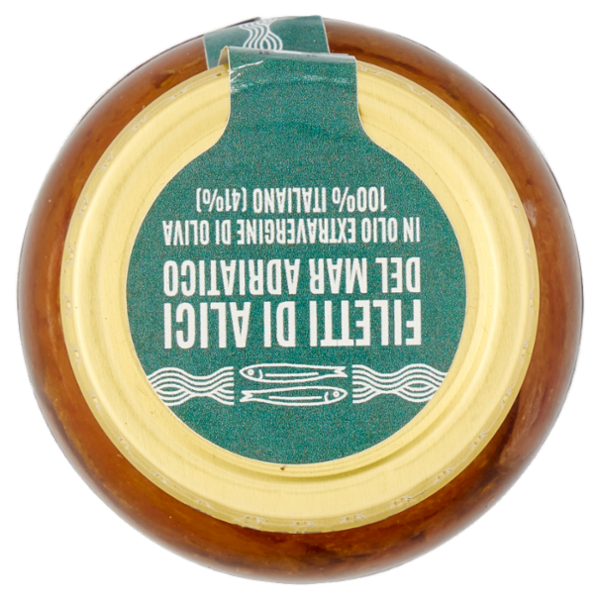 FILETTI DI ALICI
DEL MAR ADRIATICO
IN OLIO EXTRAVERGINE DI OLIVA
100% ITALIANO (41%)